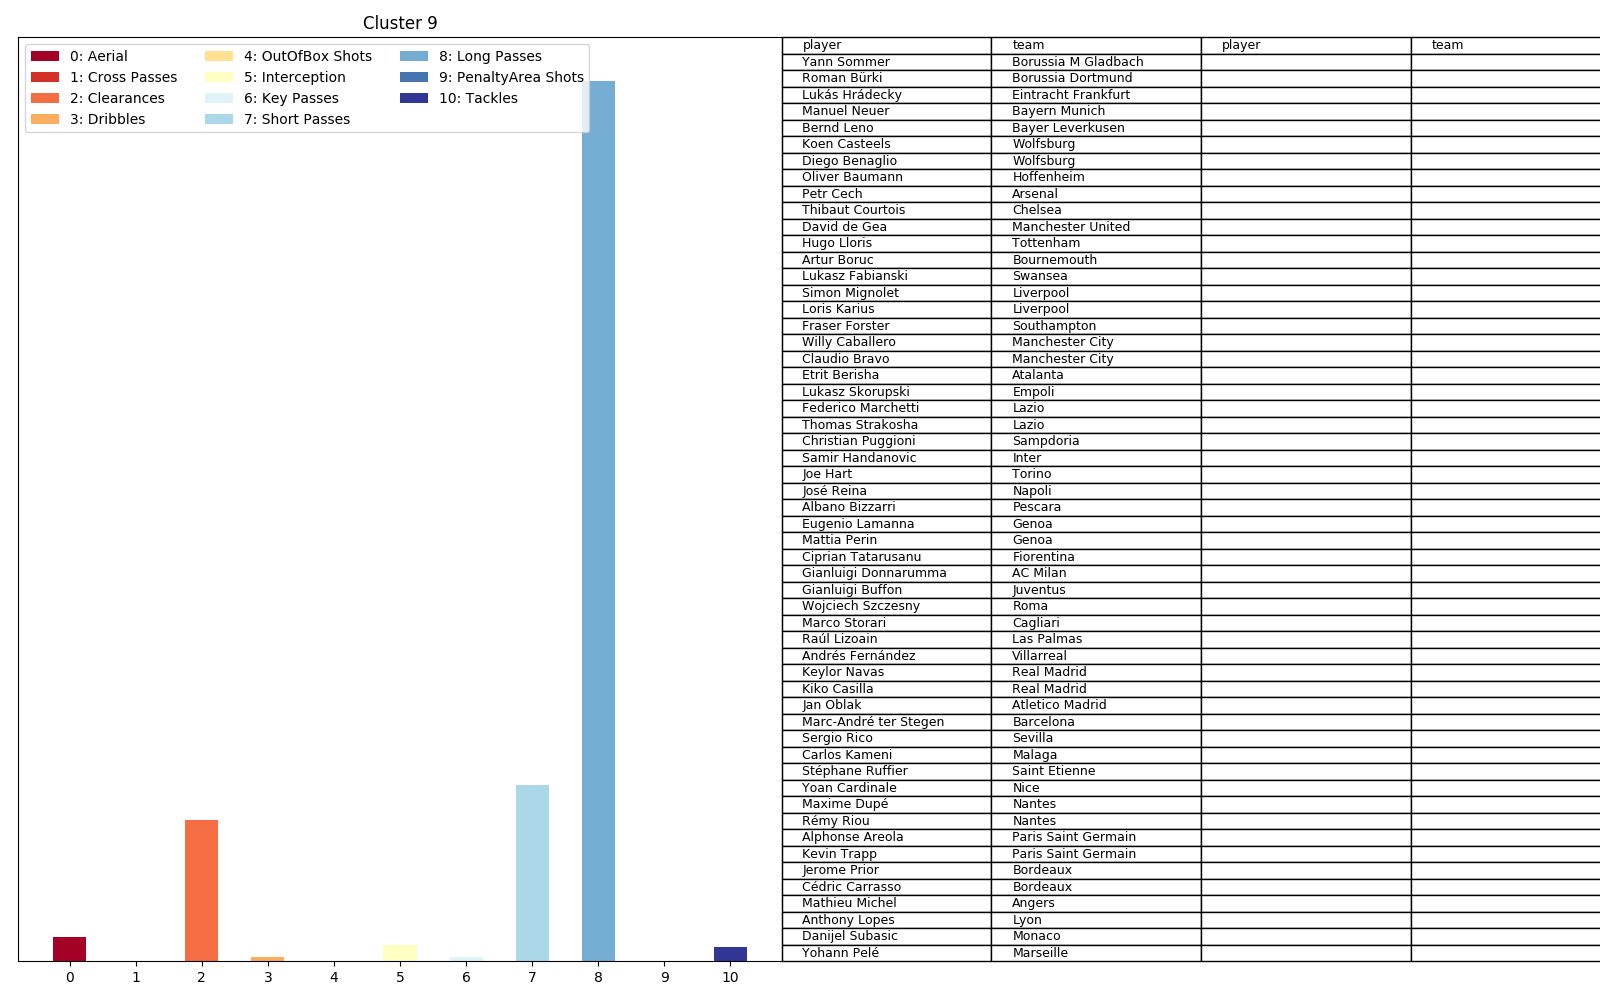 Cluster 9
0: Aerial 4: OutOfBox Shots 8: Long Passes
1: Cross Passes 5: Interception 9: PenaltyArea Shots
2: Clearances 6: Key Passes 10: Tackles
3: Dribbles 7: Short Passes
0 1 2 3 4 5 6 7 8 9 10
player team player team
Yann Sommer Borussia M Gladbach
Roman Bürki Borussia Dortmund
Lukás Hrádecky Eintracht Frankfurt
Manuel Neuer Bayern Munich
Bernd Leno Bayer Leverkusen
Koen Casteels Wolfsburg
Diego Benaglio Wolfsburg
Oliver Baumann Hoffenheim
Petr Cech Arsenal
Thibaut Courtois Chelsea
David de Gea Manchester United
Hugo Lloris Tottenham
Artur Boruc Bournemouth
Lukasz Fabianski Swansea
Simon Mignolet Liverpool
Loris Karius Liverpool
Fraser Forster Southampton
Willy Caballero Manchester City
Claudio Bravo Manchester City
Etrit Berisha Atalanta
Lukasz Skorupski Empoli
Federico Marchetti Lazio
Thomas Strakosha Lazio
Christian Puggioni Sampdoria
Samir Handanovic Inter
Joe Hart Torino
José Reina Napoli
Albano Bizzarri Pescara
Eugenio Lamanna Genoa
Mattia Perin Genoa
Ciprian Tatarusanu Fiorentina
Gianluigi Donnarumma AC Milan
Gianluigi Buffon Juventus
Wojciech Szczesny Roma
Marco Storari Cagliari
Raúl Lizoain Las Palmas
Andrés Fernández Villarreal
Keylor Navas Real Madrid
Kiko Casilla Real Madrid
Jan Oblak Atletico Madrid
Marc-André ter Stegen Barcelona
Sergio Rico Sevilla
Carlos Kameni Malaga
Stéphane Ruffier Saint Etienne
Yoan Cardinale Nice
Maxime Dupé Nantes
Rémy Riou Nantes
Alphonse Areola Paris Saint Germain
Kevin Trapp Paris Saint Germain
Jerome Prior Bordeaux
Cédric Carrasso Bordeaux
Mathieu Michel Angers
Anthony Lopes Lyon
Danijel Subasic Monaco
Yohann Pelé Marseille